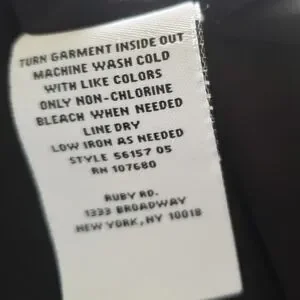 TURN GARMENT INSIDE OUT
MACHINE WASH COLD
WITH LIKE COLORS
ONLY NON-CHLORINE
BLEACH WHEN NEEDED
LINE DRY
LOW IRON AS NEEDED
STYLE 56157 05
RN 107680
RUBY RD.
1333 BROADWAY
NEW YORK, NY 10018